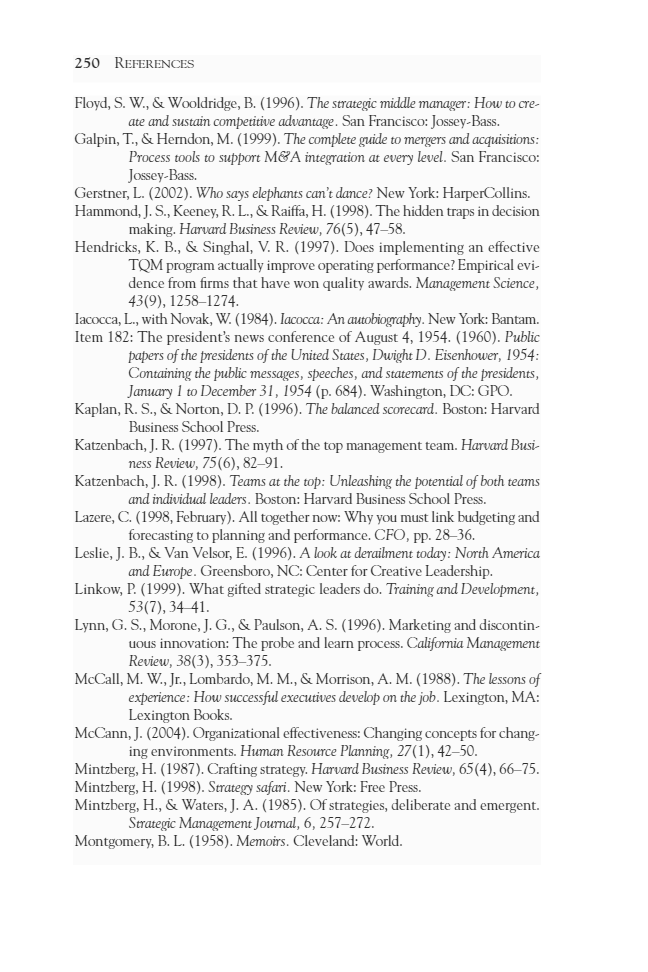 250 REFERENCES
Floyd, S. W., & Wooldridge, B. (1996). The strategic middle manager: How to cre-
ate and sustain competitive advantage. San Francisco: Jossey-Bass.
Galpin, T., & Herndon, M. (1999). The complete guide to mergers and acquisitions:
Process tools to support M&A integration at every level. San Francisco:
Jossey-Bass.
Gerstner, L. (2002). Who says elephants can't dance? New York: HarperCollins.
Hammond, J. S., Keeney, R. L., & Raiffa, H. (1998). The hidden traps in decision
making. Harvard Business Review, 76(5), 47–58.
Hendricks, K. B., & Singhal, V. R. (1997). Does implementing an effective
TQM program actually improve operating performance? Empirical evi-
dence from firms that have won quality awards. Management Science,
43(9), 1258–1274.
Iacocca, L., with Novak, W. (1984). Iacocca: An autobiography. New York: Bantam.
Item 182: The president's news conference of August 4, 1954. (1960). Public
papers of the presidents of the United States, Dwight D. Eisenhower, 1954:
Containing the public messages, speeches, and statements of the presidents,
January 1 to December 31, 1954 (p. 684). Washington, DC: GPO.
Kaplan, R. S., & Norton, D. P. (1996). The balanced scorecard. Boston: Harvard
Business School Press.
Katzenbach, J. R. (1997). The myth of the top management team. Harvard Busi-
ness Review, 75(6), 82–91.
Katzenbach, J. R. (1998). Teams at the top: Unleashing the potential of both teams
and individual leaders. Boston: Harvard Business School Press.
Lazere, C. (1998, February). All together now: Why you must link budgeting and
forecasting to planning and performance. CFO, pp. 28–36.
Leslie, J. B., & Van Velsor, E. (1996). A look at derailment today: North America
and Europe. Greensboro, NC: Center for Creative Leadership.
Linkow, P. (1999). What gifted strategic leaders do. Training and Development,
53(7), 34–41.
Lynn, G. S., Morone, J. G., & Paulson, A. S. (1996). Marketing and discontin-
uous innovation: The probe and learn process. California Management
Review, 38(3), 353–375.
McCall, M. W., Jr., Lombardo, M. M., & Morrison, A. M. (1988). The lessons of
experience: How successful executives develop on the job. Lexington, MA:
Lexington Books.
McCann, J. (2004). Organizational effectiveness: Changing concepts for chang-
ing environments. Human Resource Planning, 27(1), 42–50.
Mintzberg, H. (1987). Crafting strategy. Harvard Business Review, 65(4), 66–75.
Mintzberg, H. (1998). Strategy safari. New York: Free Press.
Mintzberg, H., & Waters, J. A. (1985). Of strategies, deliberate and emergent.
Strategic Management Journal, 6, 257–272.
Montgomery, B. L. (1958). Memoirs. Cleveland: World.